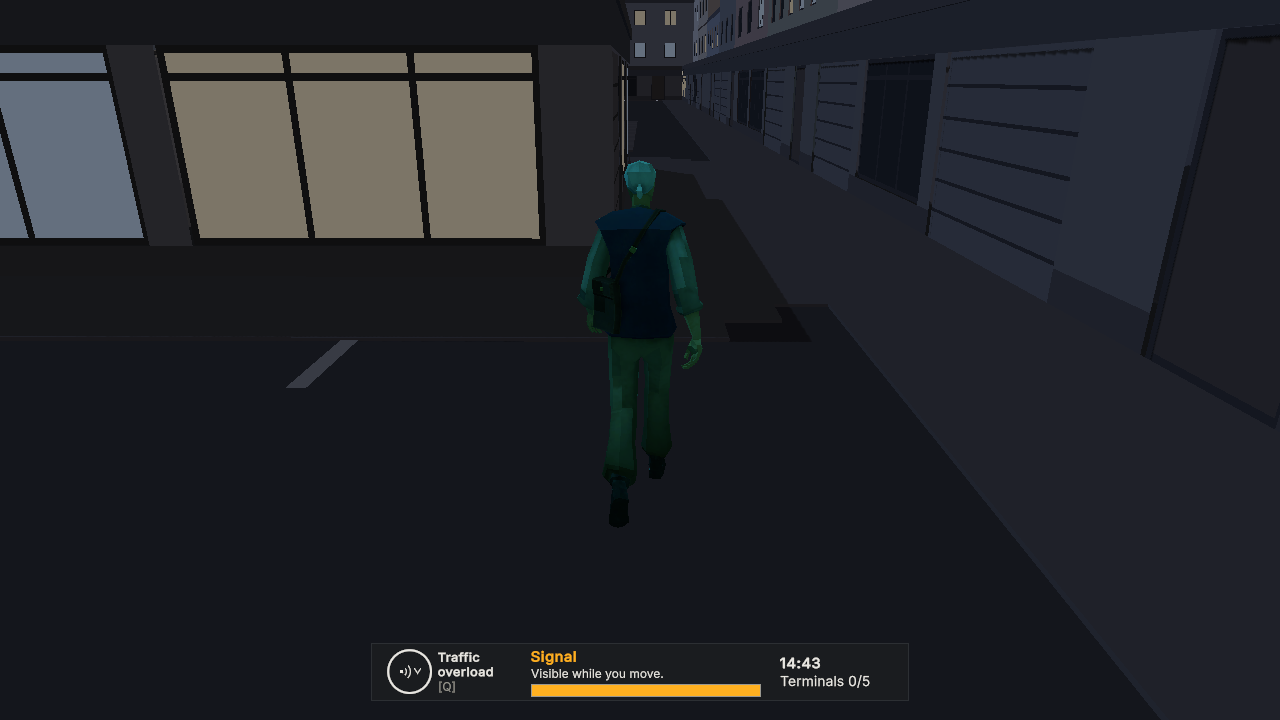 Traffic
overload
[Q]
Signal
Visible while you move.
14:43
Terminals 0/5